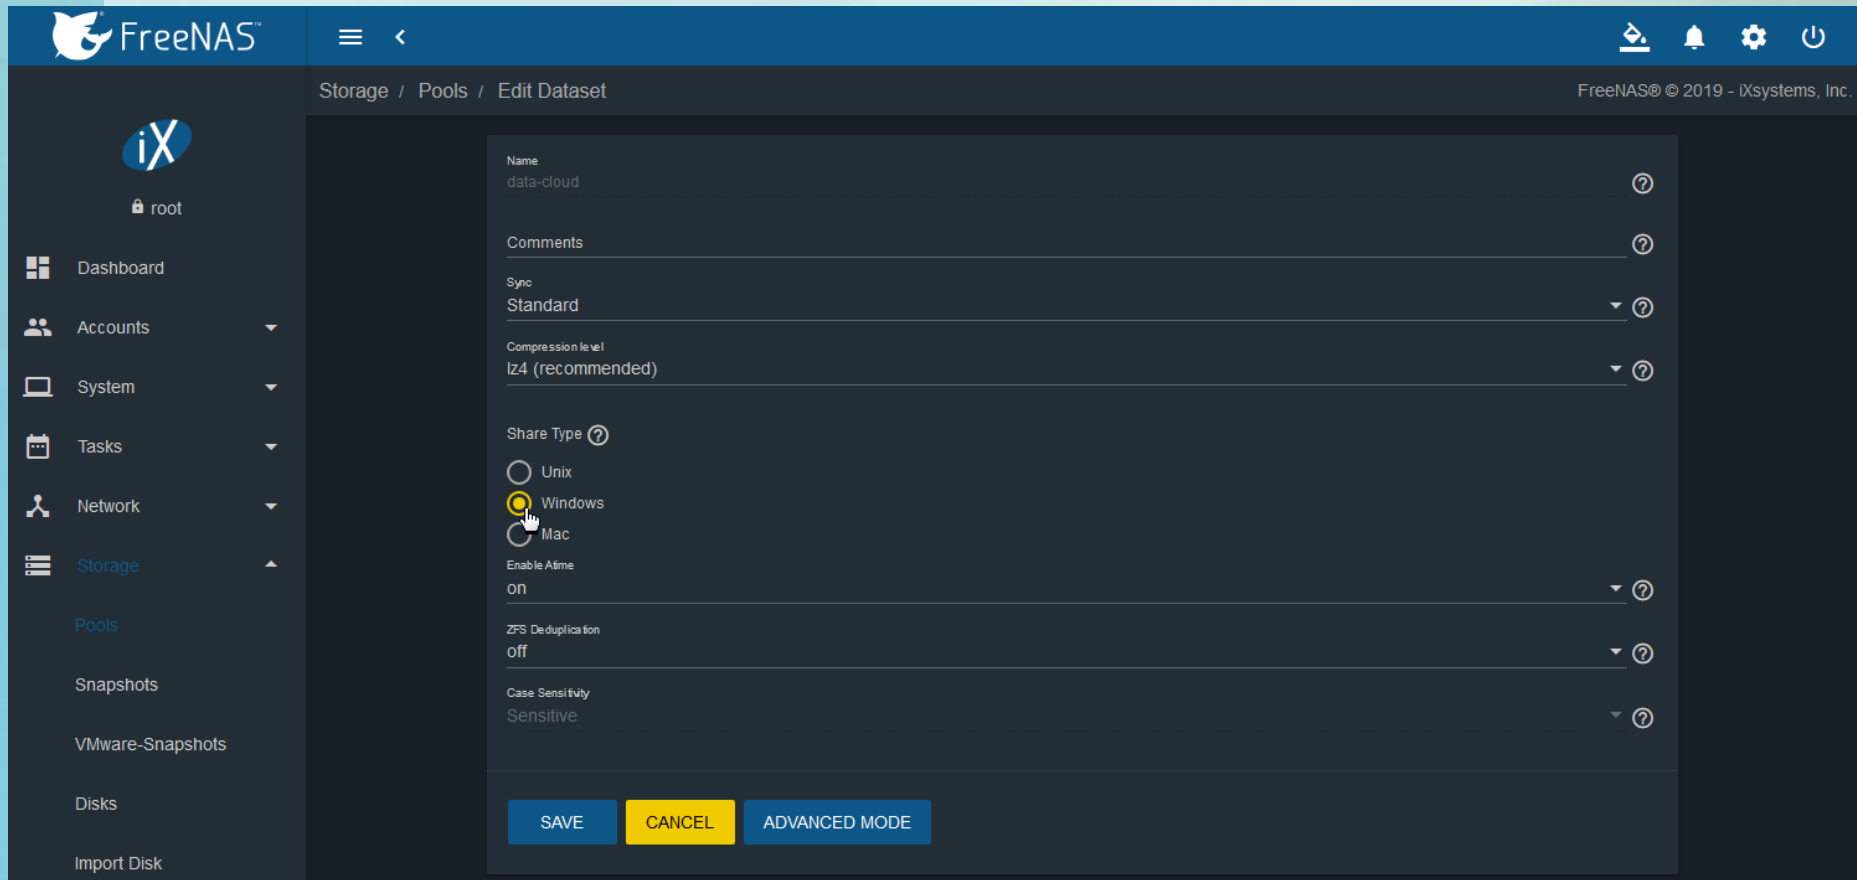 FreeNAS™
Storage / Pools / Edit Dataset
FreeNAS® © 2019 - iXsystems, Inc.
iX
root
Dashboard
Accounts
System
Tasks
Network
Storage
Pools
Snapshots
VMware-Snapshots
Disks
Import Disk
Name
data-cloud
Comments
Sync
Standard
Compression level
lz4 (recommended)
Share Type
Unix
Windows
Mac
Enable Atime
on
ZFS Deduplication
off
Case Sensitivity
Sensitive
SAVE CANCEL ADVANCED MODE